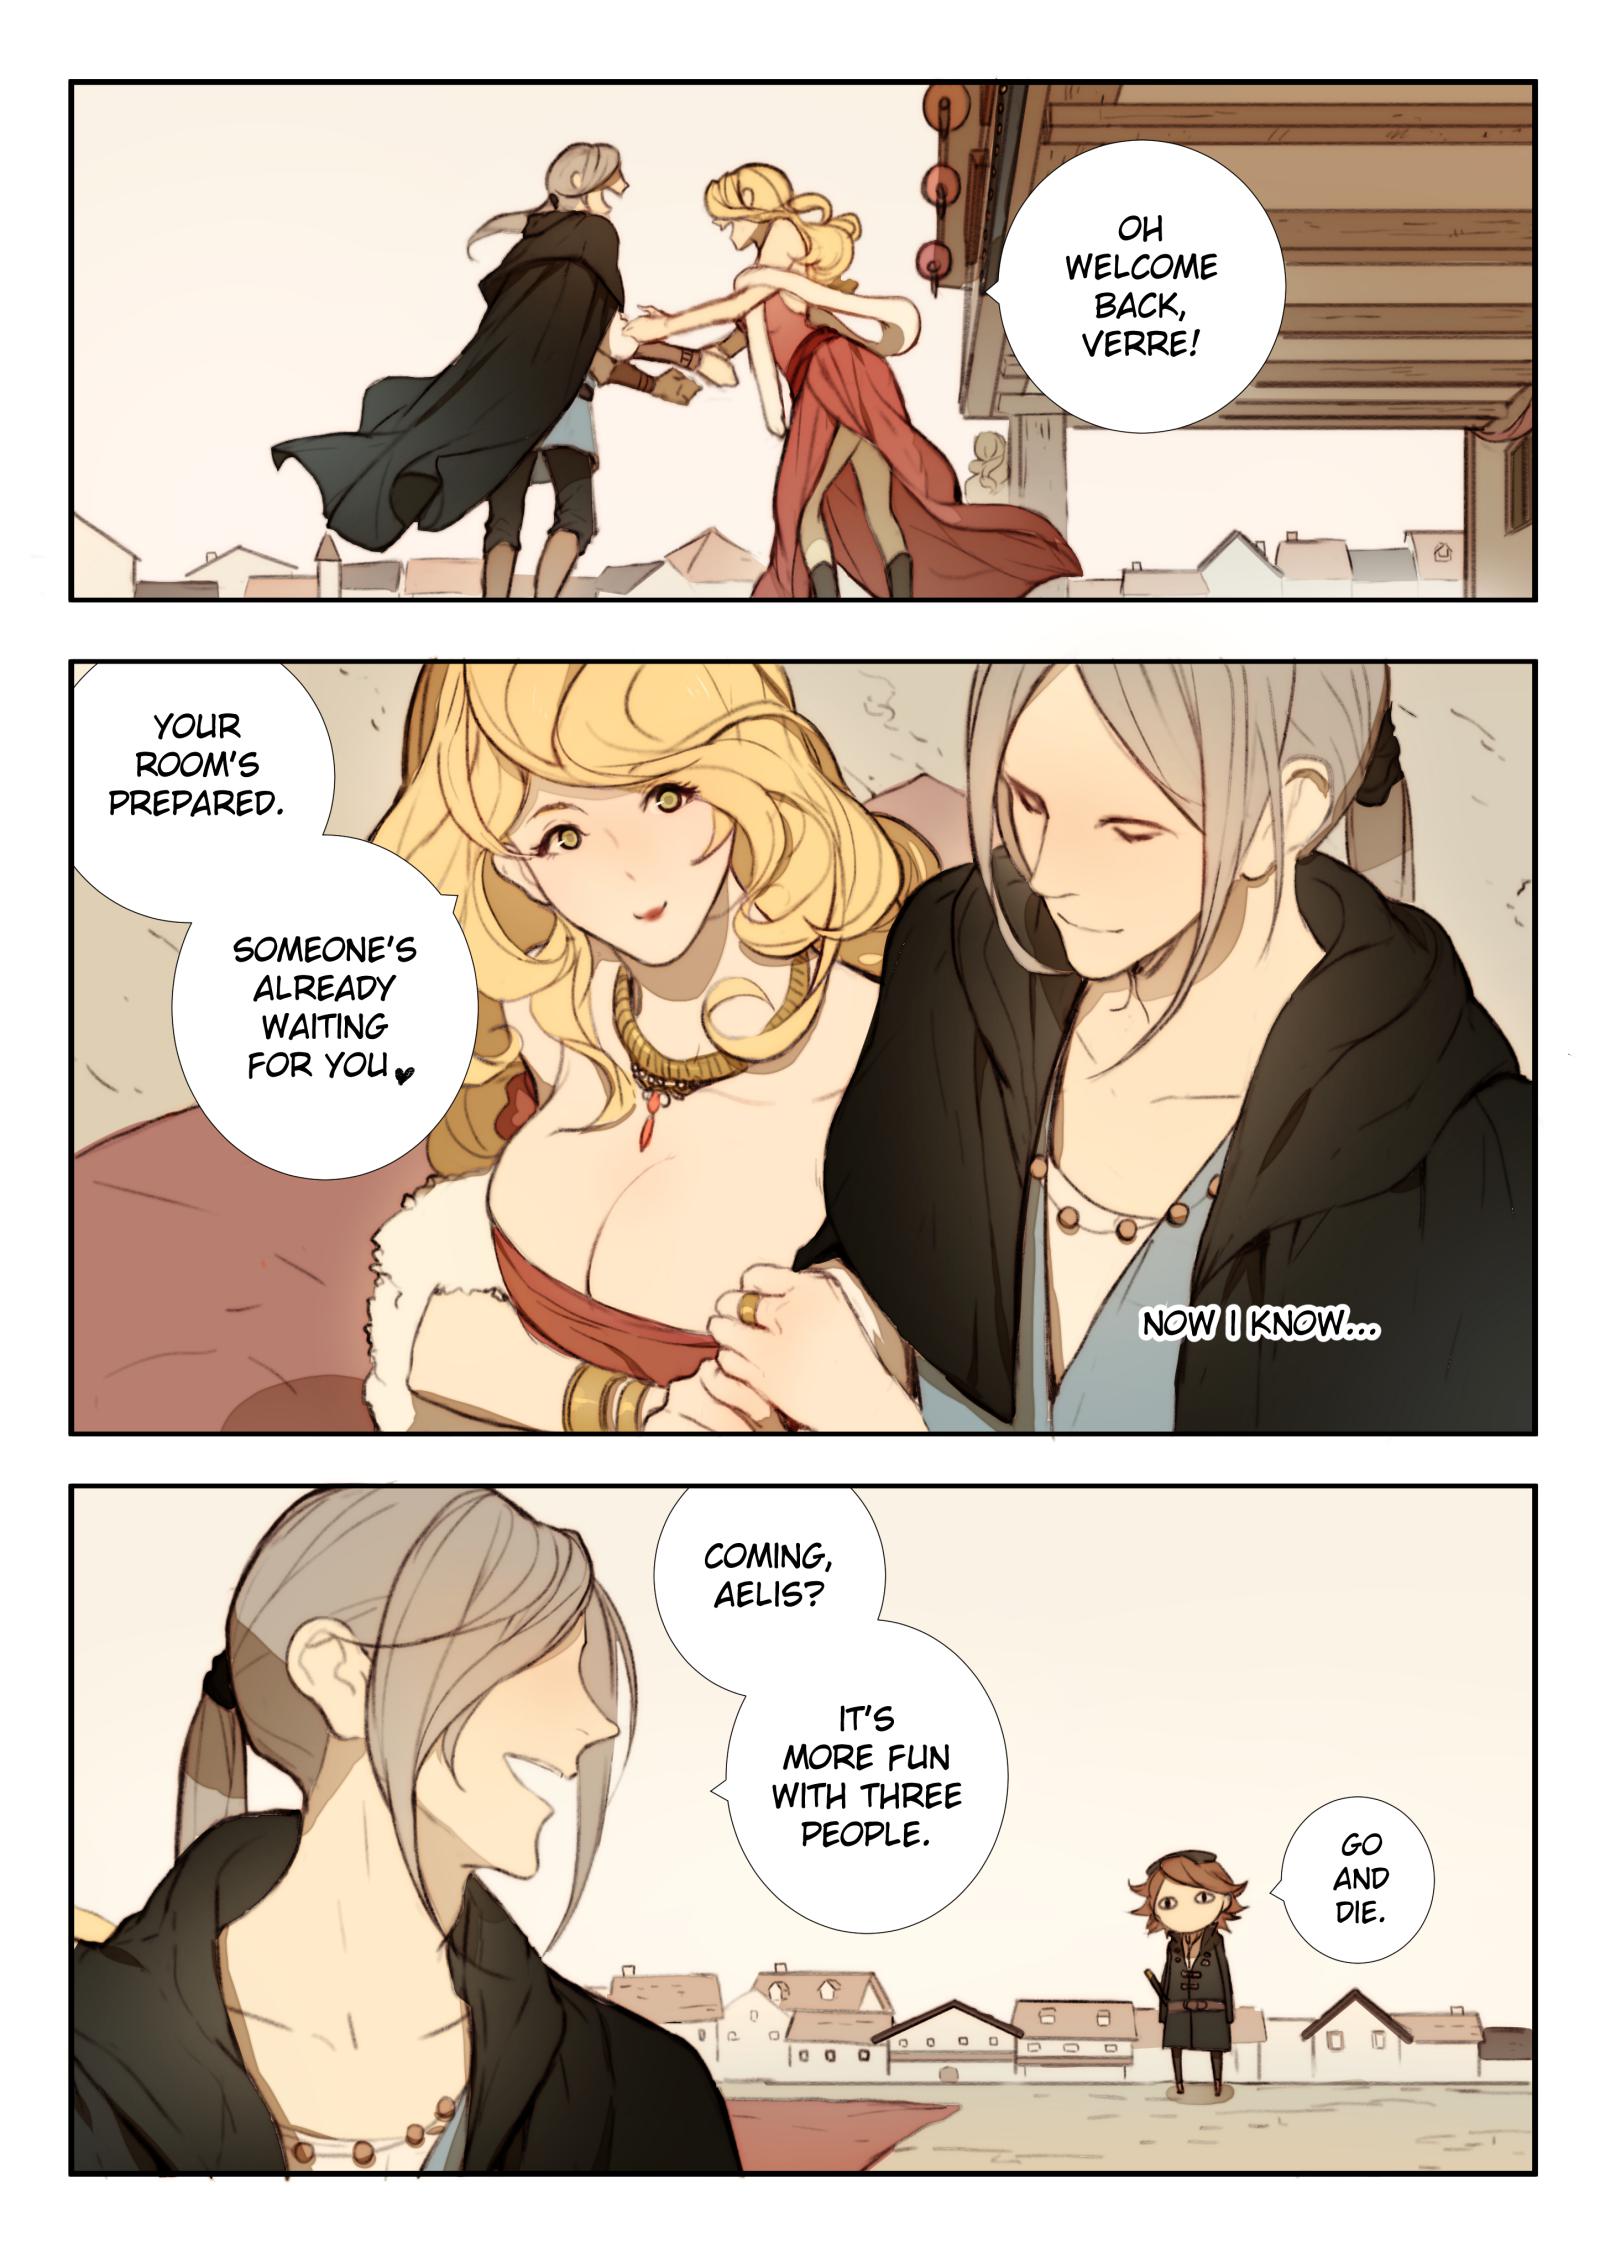 OH
WELCOME
BACK,
VERRE!
YOUR
ROOM'S
PREPARED.
SOMEONE'S
ALREADY
WAITING
FOR YOU♥
NOW I KNOW...
COMING,
AELIS?
IT'S
MORE FUN
WITH THREE
PEOPLE.
GO
AND
DIE.